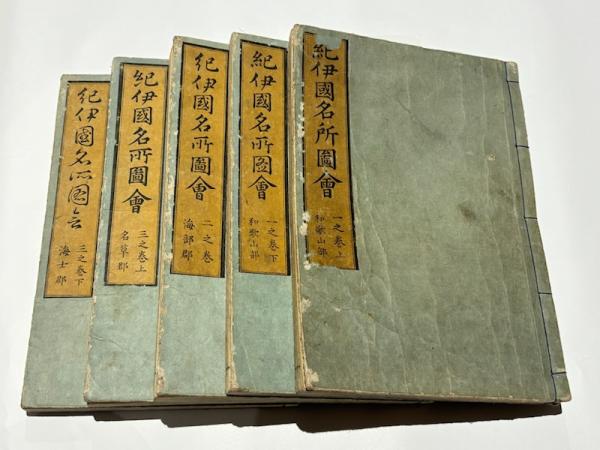 紀伊國名所圖會
一之巻上
和歌山部
紀伊國名所圖會
一之巻下
和歌山部
紀伊國名所圖會
二之巻
海部郡
紀伊國名所圖會
三之巻上
名草郡
紀伊國名所圖会
三之巻下
海士郡